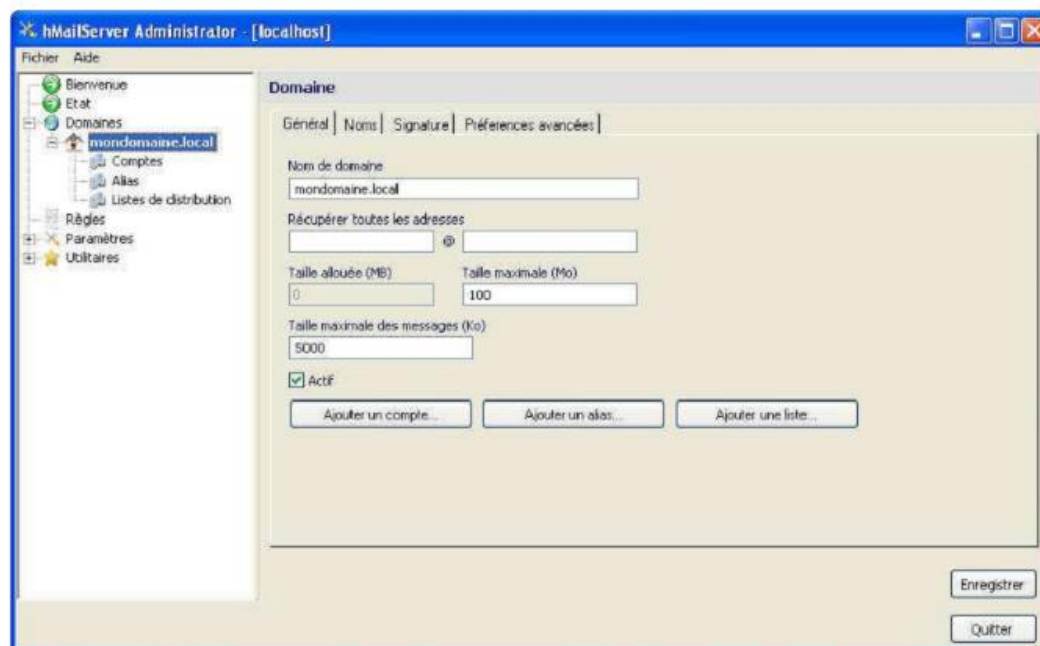 hMailServer Administrator - [localhost]
Fichier Aide
Bienvenue
Etat
Domaines
mondomaine.local
Comptes
Alias
Listes de distribution
Règles
Paramètres
Utilitaires
Domaine
Général Noms Signature Préferences avancées
Nom de domaine
mondomaine.local
Récupérer toutes les adresses
@
Taille allouée (MB) Taille maximale (Mo)
0 100
Taille maximale des messages (Ko)
5000
Actif
Ajouter un compte... Ajouter un alias... Ajouter une liste...
Enregistrer
Quitter